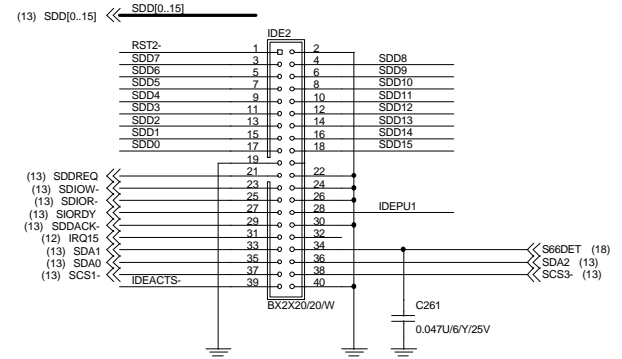 (13) SDD[0..15] SDD[0..15]
IDE2
RST2- 1 2
SDD7 3 4 SDD8
SDD6 5 6 SDD9
SDD5 7 8 SDD10
SDD4 9 10 SDD11
SDD3 11 12 SDD12
SDD2 13 14 SDD13
SDD1 15 16 SDD14
SDD0 17 18 SDD15
19
(13) SDDREQ 21 22
(13) SDIOW- 23 24
(13) SDIOR- 25 26
(13) SIORDY 27 28 IDEPU1
(13) SDDACK- 29 30
(12) IRQ15 31 32
(13) SDA1 33 34 S66DET (18)
(13) SDA0 35 36 SDA2 (13)
(13) SCS1- 37 38 SCS3- (13)
IDEACTS- 39 40
BX2X20/20/W
C261
0.047U/6/Y/25V